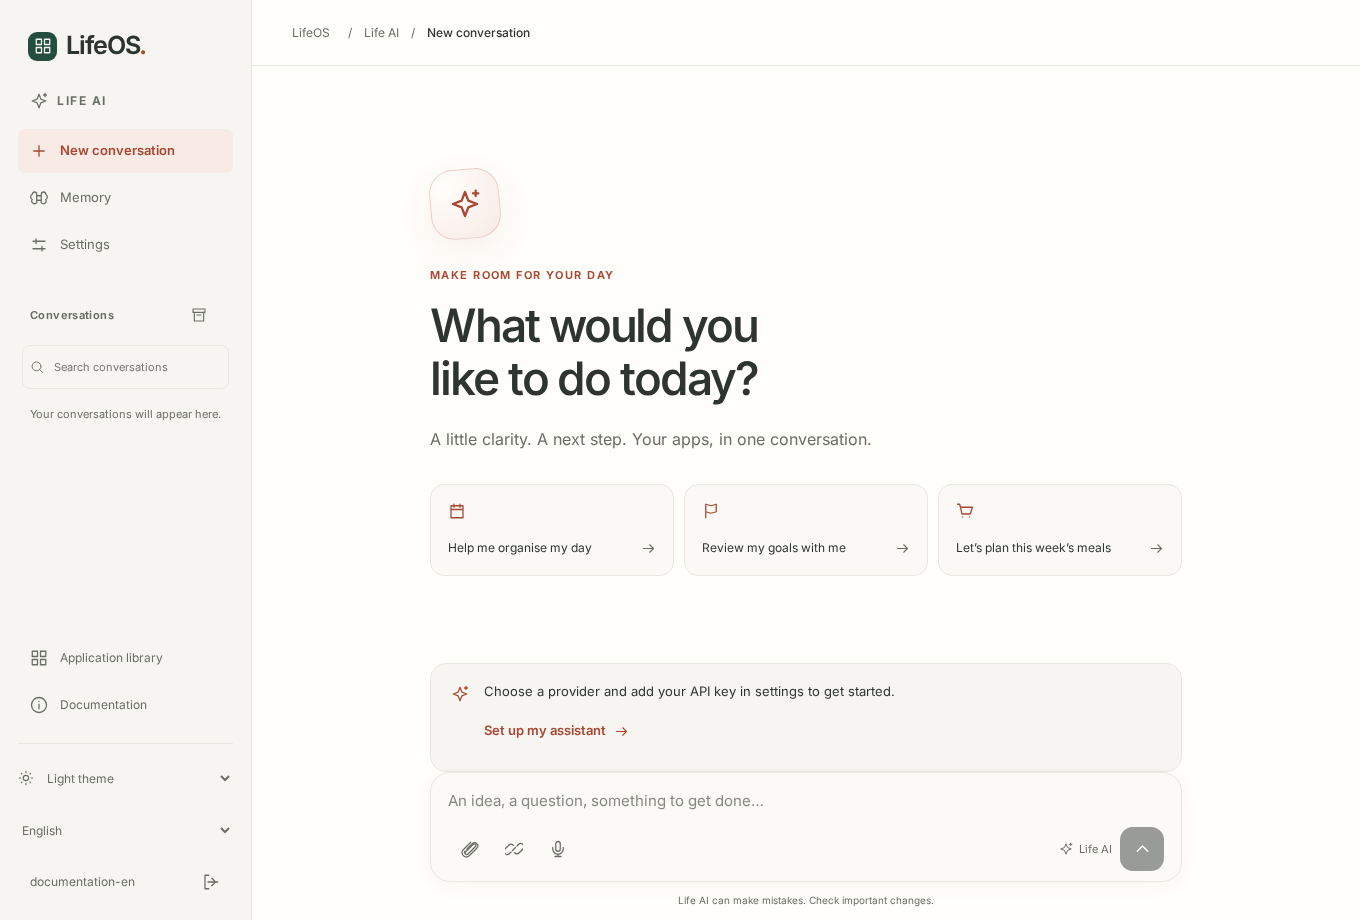 LifeOS.
LIFE AI
New conversation
Memory
Settings
Conversations
Search conversations
Your conversations will appear here.
Application library
Documentation
Light theme
English
documentation-en
LifeOS / Life AI / New conversation
MAKE ROOM FOR YOUR DAY
What would you
like to do today?
A little clarity. A next step. Your apps, in one conversation.
Help me organise my day
Review my goals with me
Let’s plan this week’s meals
Choose a provider and add your API key in settings to get started.
Set up my assistant
An idea, a question, something to get done…
Life AI
Life AI can make mistakes. Check important changes.